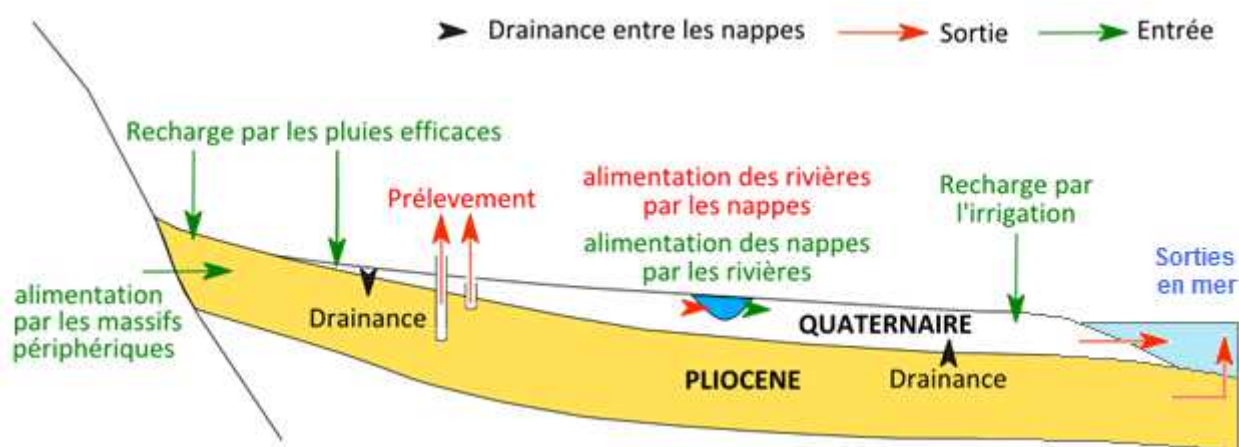 Drainance entre les nappes
Sortie
Entrée
Recharge par les pluies efficaces
Prélevement
alimentation des rivières
par les nappes
alimentation des nappes
par les rivières
Recharge par
l'irrigation
Sorties
en mer
alimentation
par les massifs
périphériques
Drainance
QUATERNAIRE
PLIOCENE
Drainance